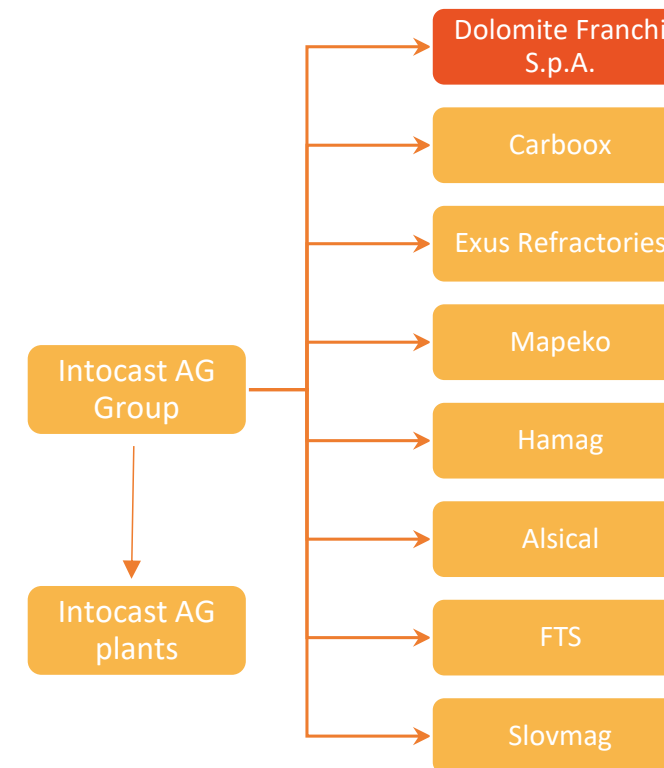 Dolomite Franchi
S.p.A.
Carboox
Exus Refractories
Mapeko
Intocast AG
Group
Hamag
Alsical
Intocast AG
plants
FTS
Slovmag